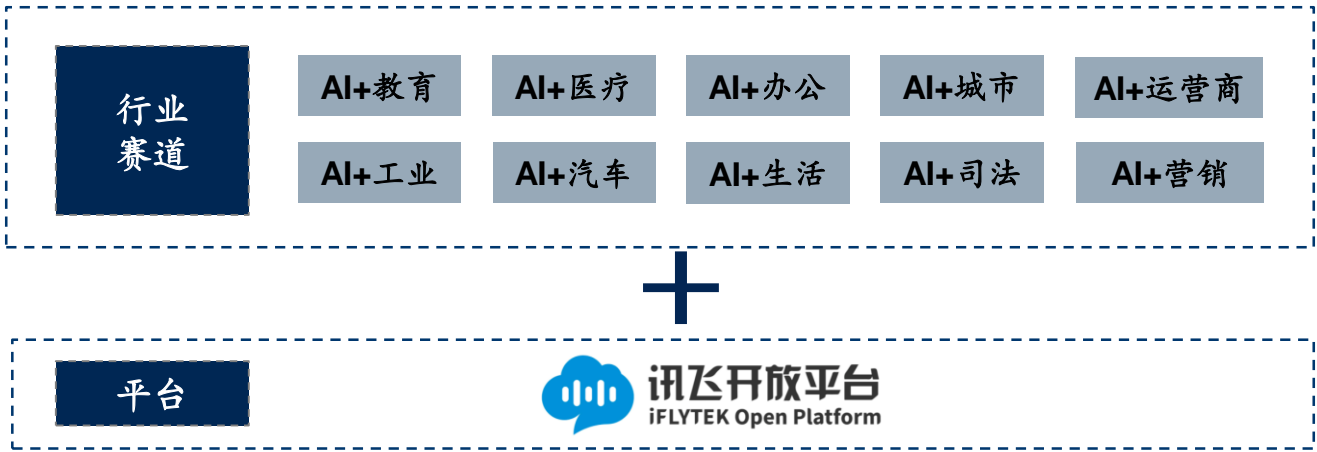 行业
赛道
AI+教育
AI+医疗
AI+办公
AI+城市
AI+运营商
AI+工业
AI+汽车
AI+生活
AI+司法
AI+营销
平台
讯飞开放平台
iFLYTEK Open Platform